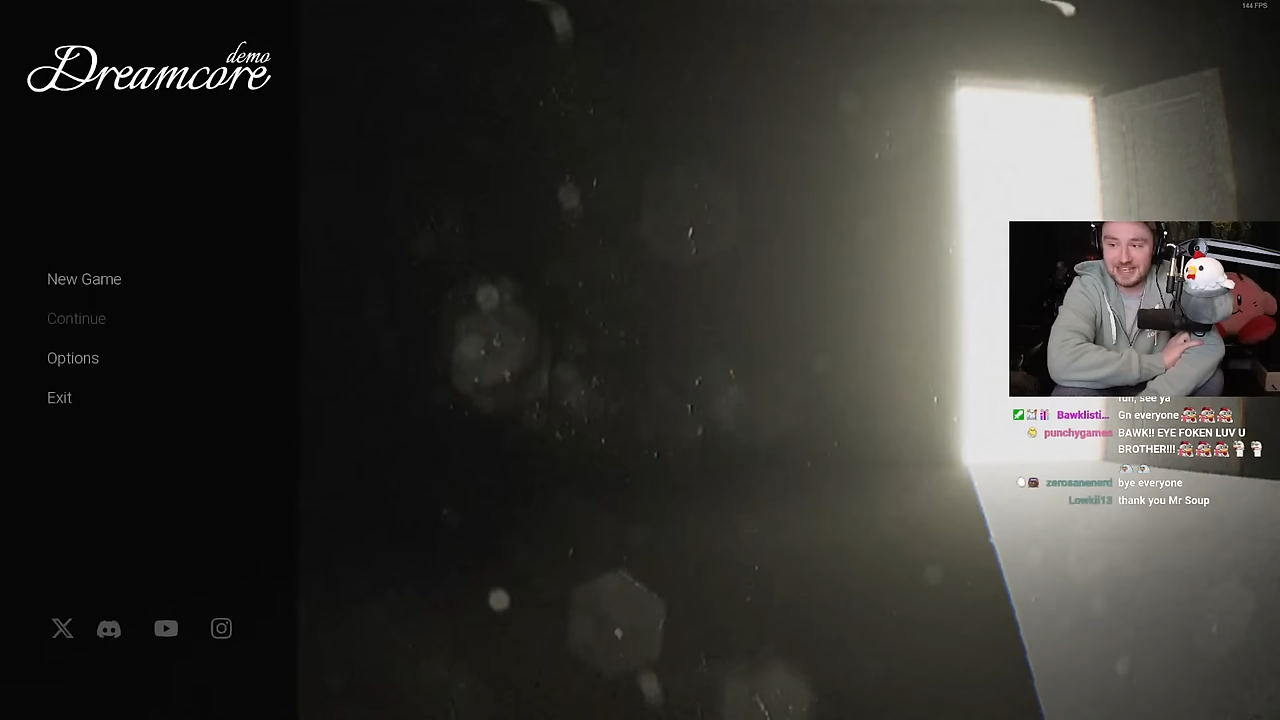 144 FPS
demo
Dreamcore
New Game
Continue
Options
Exit
fun, see ya
Bawklisti... Gn everyone
punchygames BAWK!! EYE FOKEN LUV U
BROTHER!!!
zerosanenerd bye everyone
Lowkii13 thank you Mr Soup